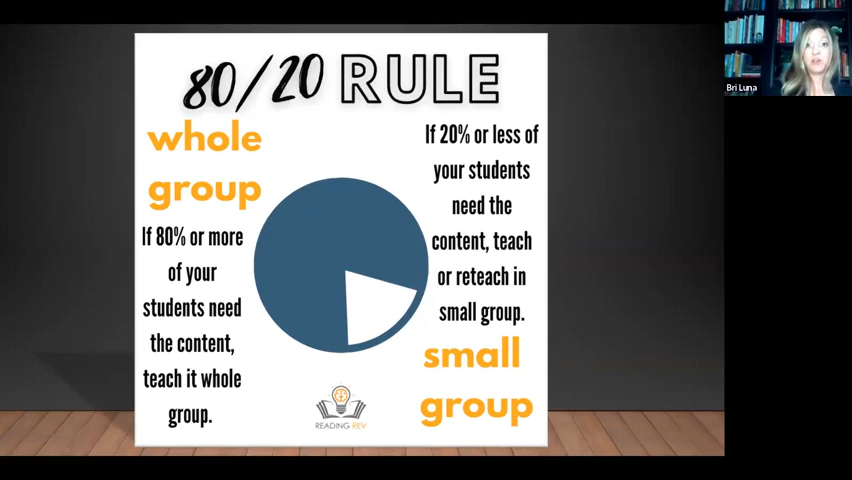 80/20 RULE
whole
group
If 80% or more
of your
students need
the content,
teach it whole
group.
If 20% or less of
your students
need the
content, teach
or reteach in
small group.
small
group
READING REV
Bri Luna